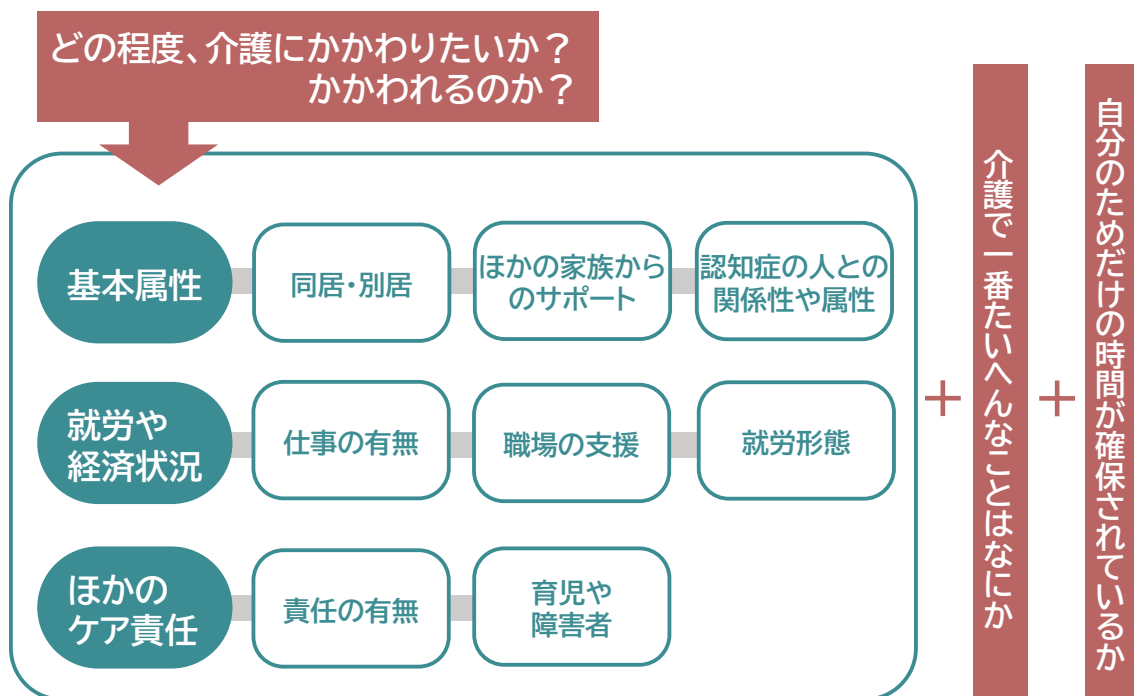 どの程度、介護にかかわりたいか？
かかわれるのか？
基本属性
同居・別居
ほかの家族から
のサポート
認知症の人との
関係性や属性
就労や
経済状況
仕事の有無
職場の支援
就労形態
ほかの
ケア責任
責任の有無
育児や
障害者
＋
介護で一番たいへんなことはなにか
＋
自分のためだけの時間が確保されているか